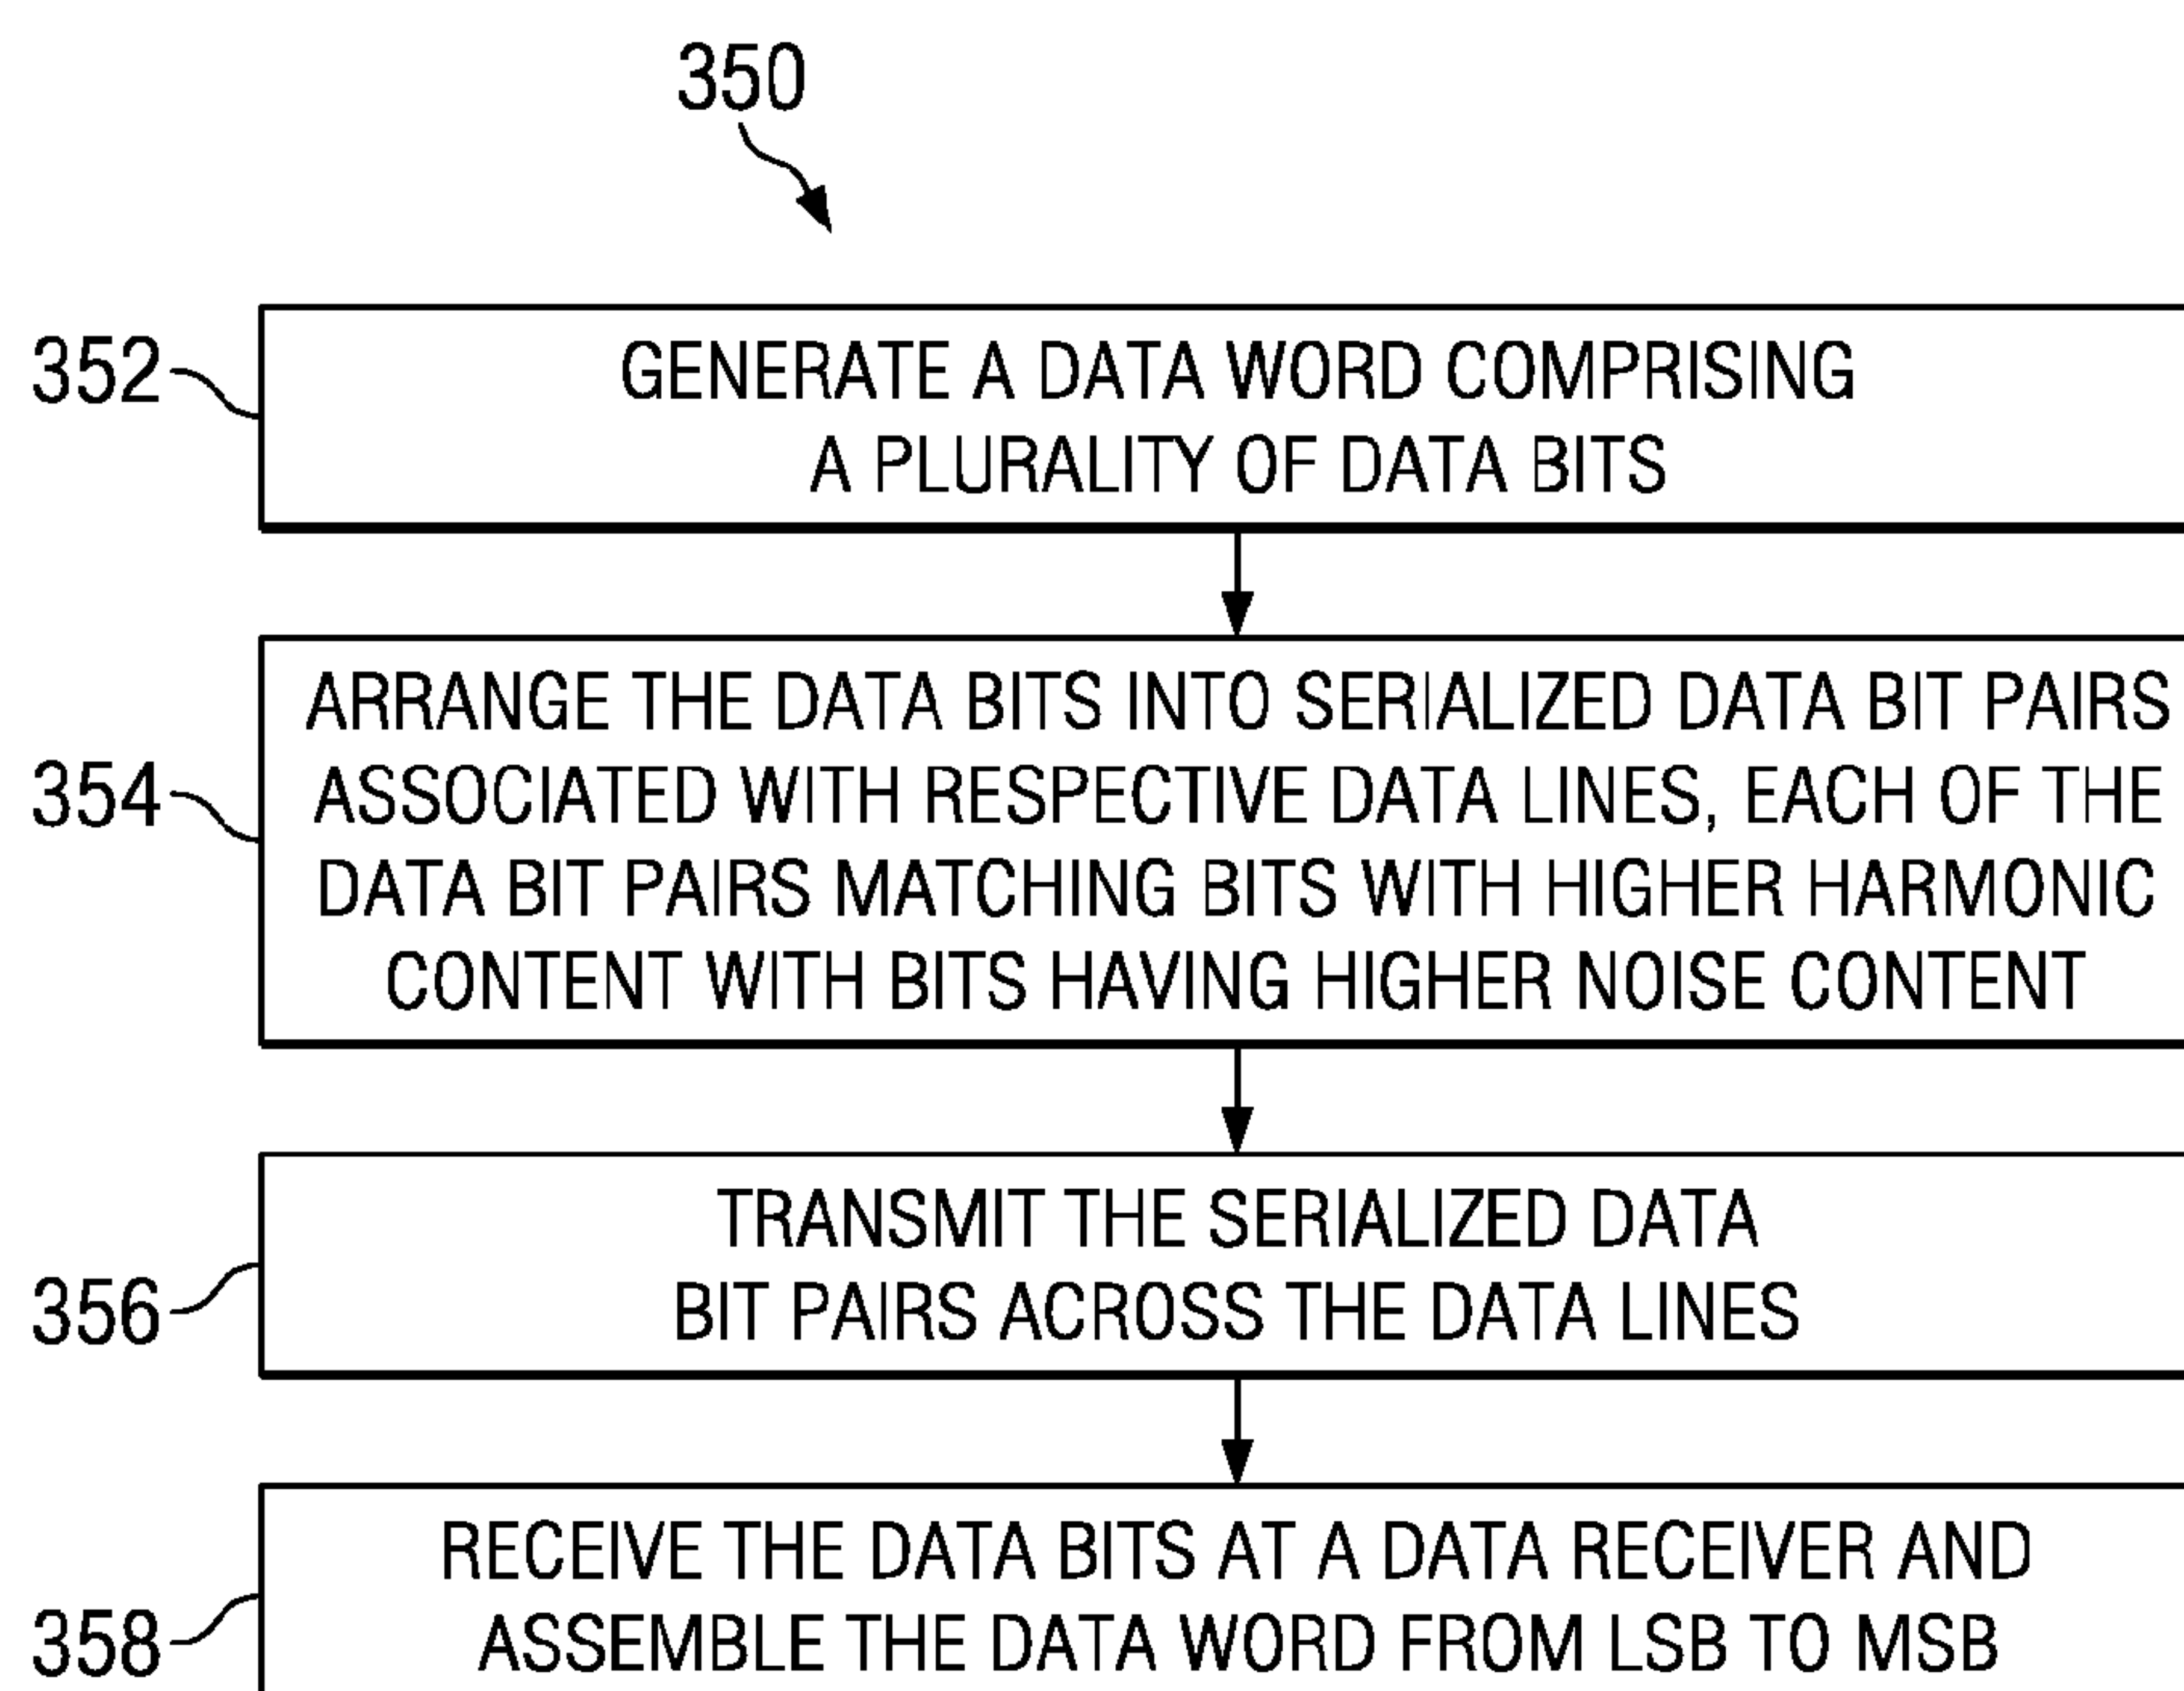 350
352
GENERATE A DATA WORD COMPRISING
A PLURALITY OF DATA BITS
354
ARRANGE THE DATA BITS INTO SERIALIZED DATA BIT PAIRS
ASSOCIATED WITH RESPECTIVE DATA LINES, EACH OF THE
DATA BIT PAIRS MATCHING BITS WITH HIGHER HARMONIC
CONTENT WITH BITS HAVING HIGHER NOISE CONTENT
356
TRANSMIT THE SERIALIZED DATA
BIT PAIRS ACROSS THE DATA LINES
358
RECEIVE THE DATA BITS AT A DATA RECEIVER AND
ASSEMBLE THE DATA WORD FROM LSB TO MSB